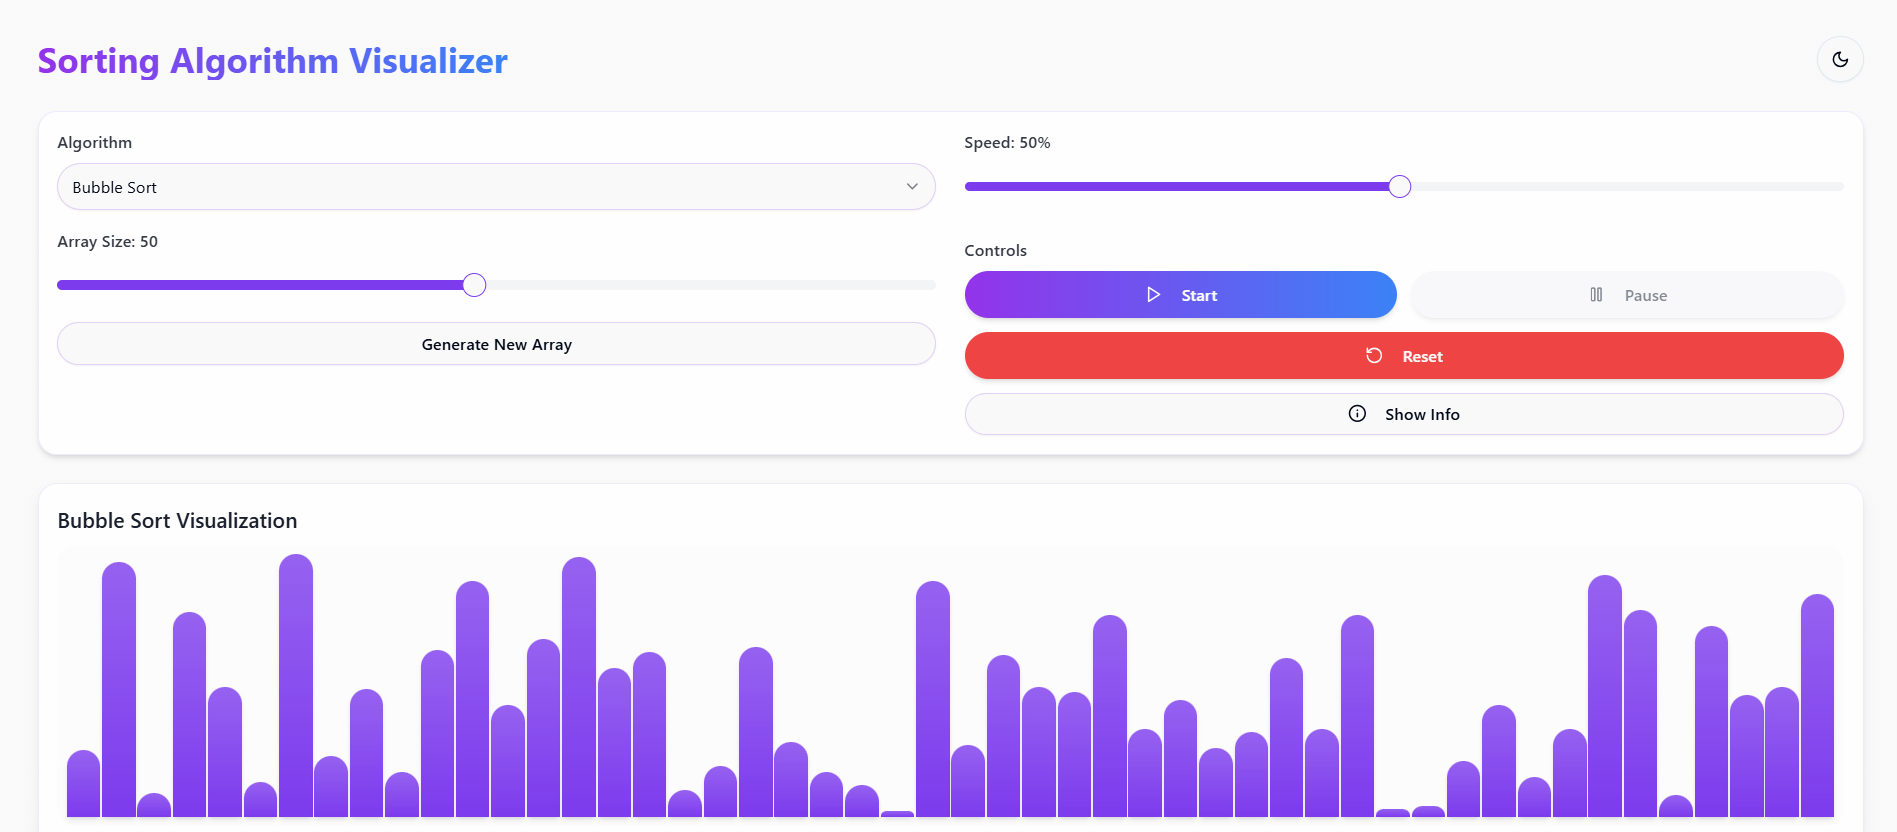 Sorting Algorithm Visualizer
Algorithm
Bubble Sort
Array Size: 50
Generate New Array
Speed: 50%
Controls
Start
Pause
Reset
Show Info
Bubble Sort Visualization